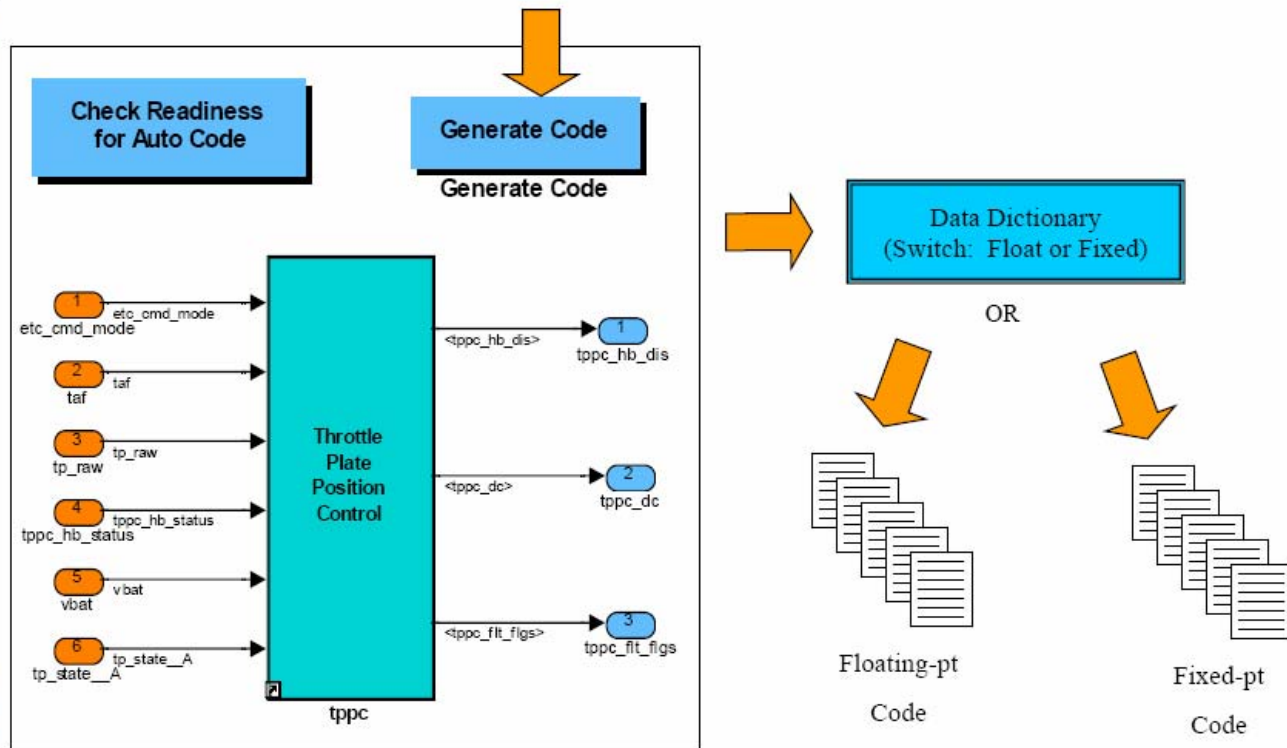 Check Readiness
for Auto Code
Generate Code
Generate Code
1
etc_cmd_mode
etc_cmd_mode
2
taf
taf
3
tp_raw
tp_raw
4
tppc_hb_status
tppc_hb_status
5
vbat
vbat
6
tp_state__A
tp_state__A
Throttle
Plate
Position
Control
tppc
<tppc_hb_dis>
1
tppc_hb_dis
<tppc_dc>
2
tppc_dc
<tppc_flt_flgs>
3
tppc_flt_flgs
Data Dictionary
(Switch: Float or Fixed)
OR
Floating-pt
Code
Fixed-pt
Code